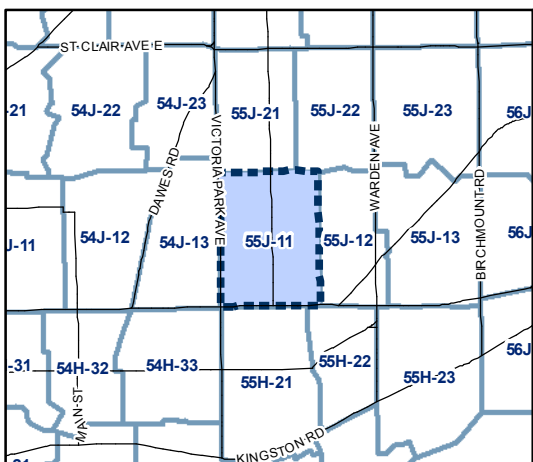 ST CLAIR AVE E
-21
54J-22
54J-23
55J-21
55J-22
55J-23
56J
DAWES RD
VICTORIA PARK AVE
WARDEN AVE
BIRCHMOUNT RD
J-11
54J-12
54J-13
55J-11
55J-12
55J-13
56J
-31
54H-32
54H-33
55H-21
55H-22
55H-23
56J
MAIN ST
KINGSTON RD